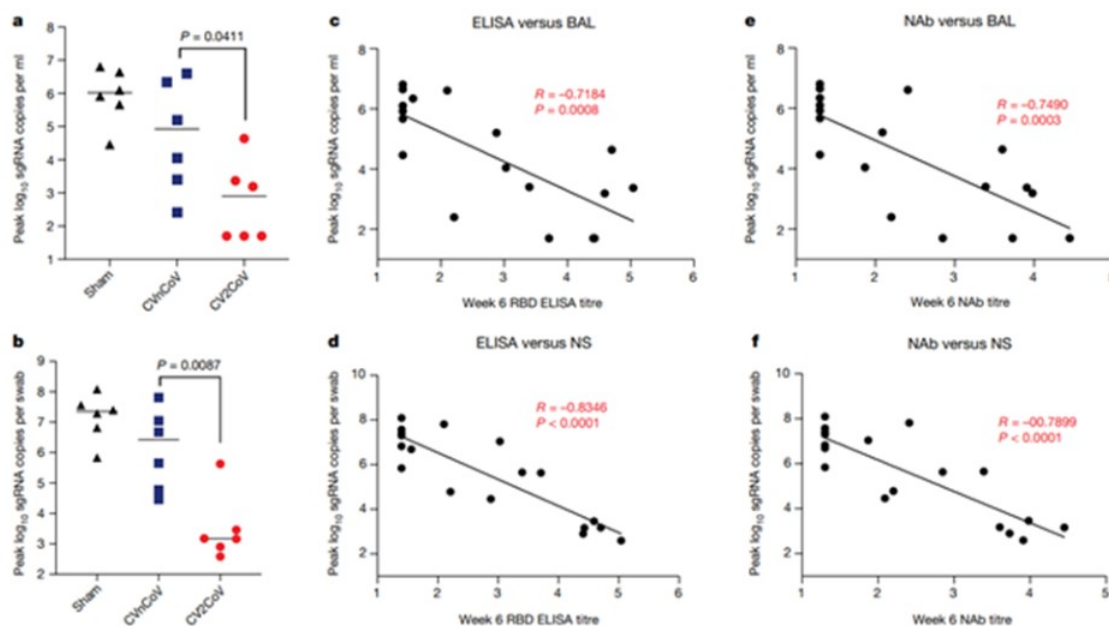 a
P = 0.0411
8
7
6
5
4
3
2
1
Peak log10 sgRNA copies per ml
Sham
CVnCoV
CV2CoV
c
ELISA versus BAL
R = –0.7184
P = 0.0008
8
6
4
2
Peak log10 sgRNA copies per ml
1 2 3 4 5 6
Week 6 RBD ELISA titre
e
NAb versus BAL
R = –0.7490
P = 0.0003
8
6
4
2
Peak log10 sgRNA copies per ml
1 2 3 4
Week 6 NAb titre
b
P = 0.0087
9
8
7
6
5
4
3
2
Peak log10 sgRNA copies per swab
Sham
CVnCoV
CV2CoV
d
ELISA versus NS
R = –0.8346
P < 0.0001
10
8
6
4
2
Peak log10 sgRNA copies per swab
1 2 3 4 5 6
Week 6 RBD ELISA titre
f
NAb versus NS
R = –00.7899
P < 0.0001
10
8
6
4
2
Peak log10 sgRNA copies per swab
1 2 3 4 5
Week 6 NAb titre